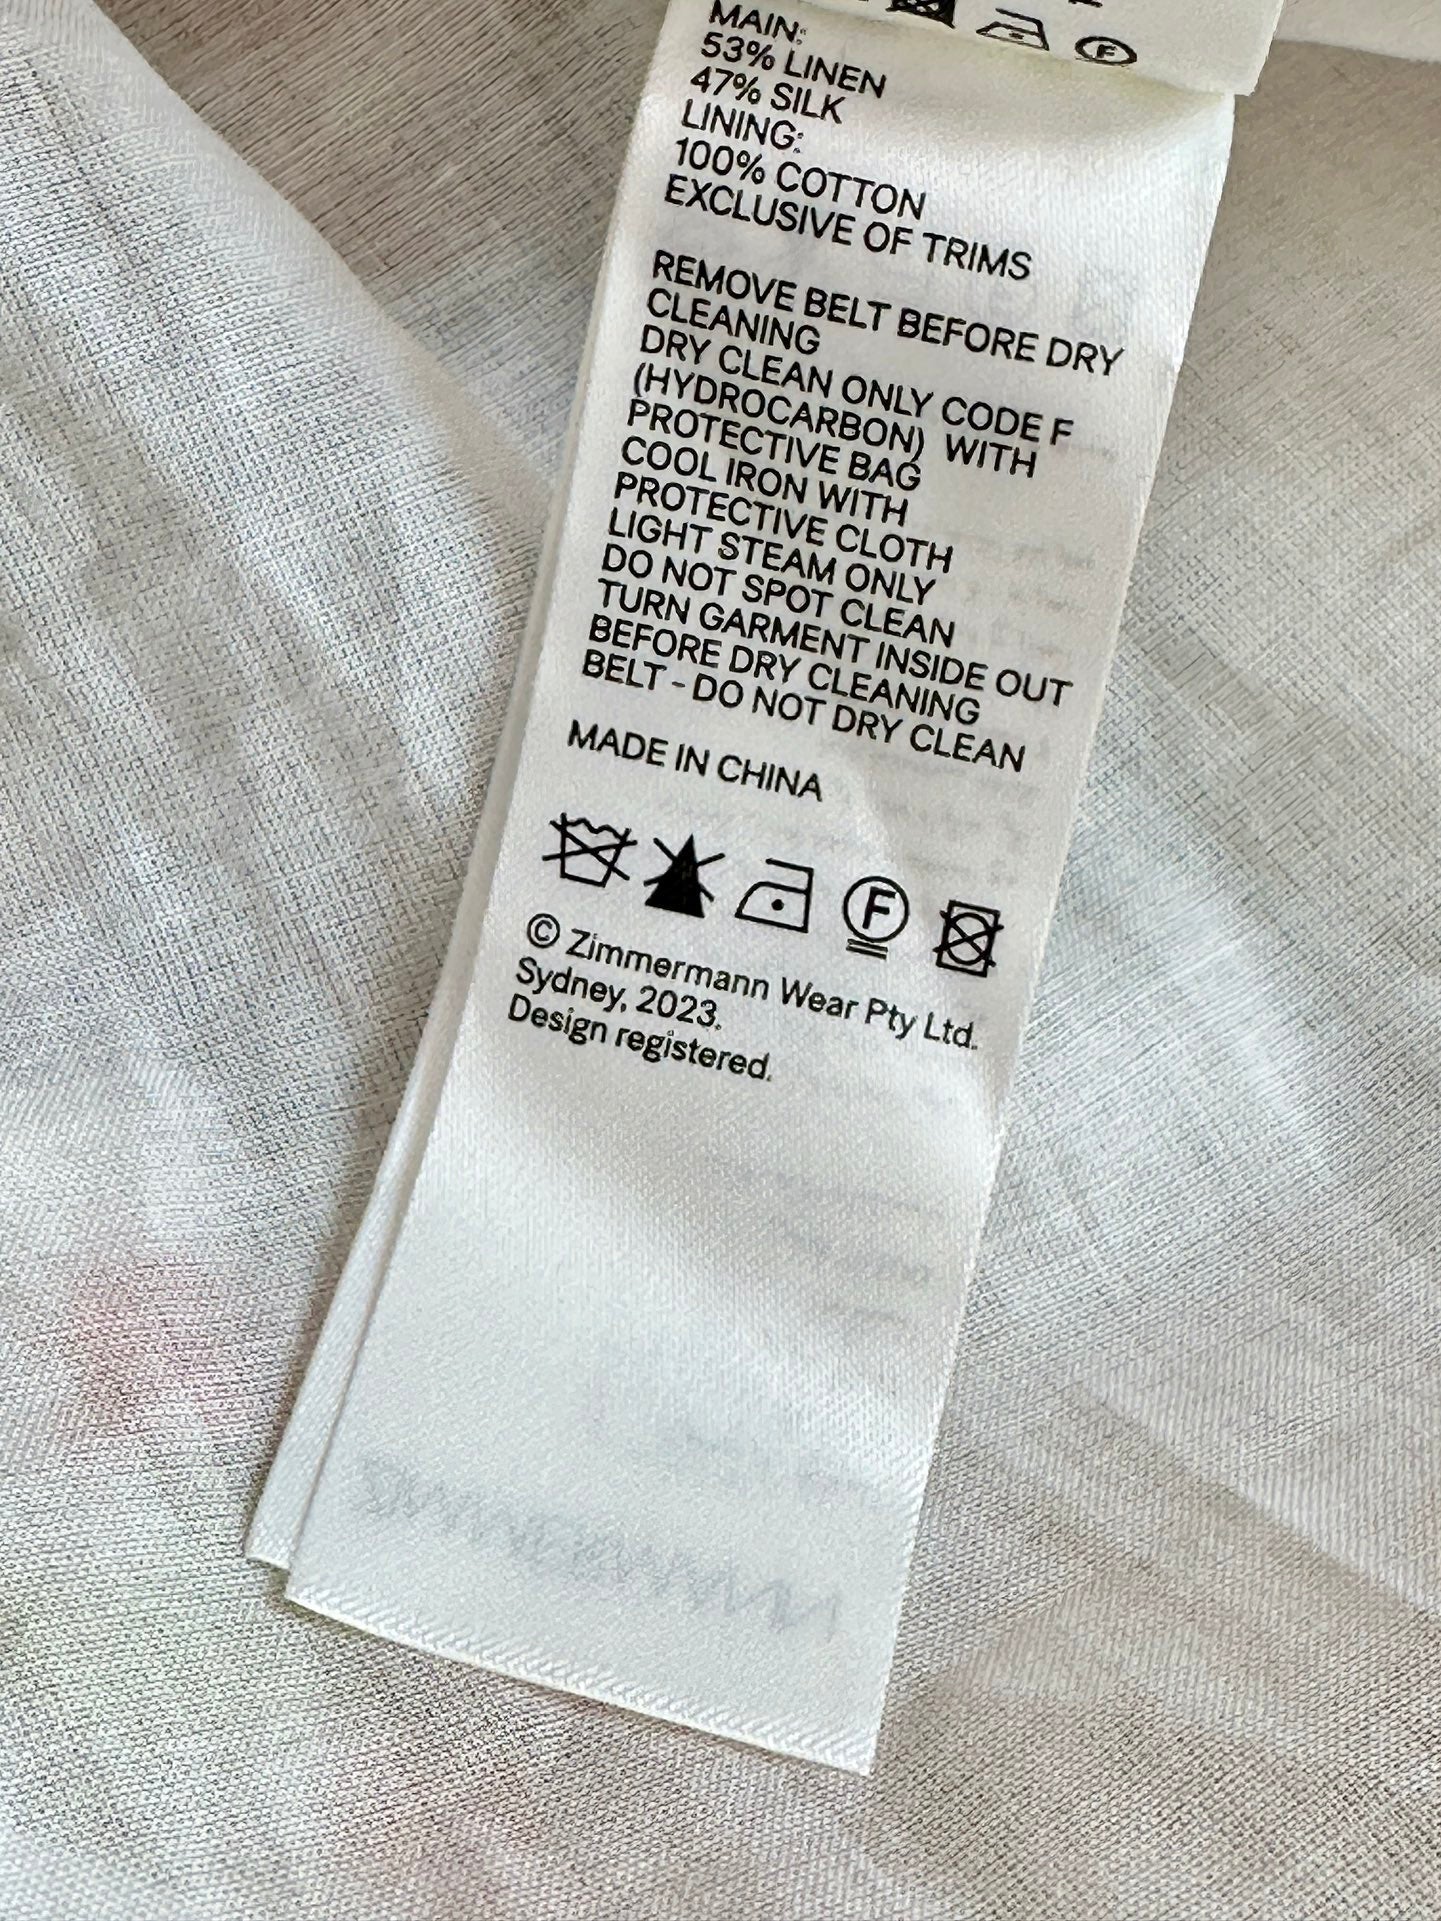 MAIN:
53% LINEN
47% SILK
LINING:
100% COTTON
EXCLUSIVE OF TRIMS
REMOVE BELT BEFORE DRY
CLEANING
DRY CLEAN ONLY CODE F
(HYDROCARBON) WITH
PROTECTIVE BAG
COOL IRON WITH
PROTECTIVE CLOTH
LIGHT STEAM ONLY
DO NOT SPOT CLEAN
TURN GARMENT INSIDE OUT
BEFORE DRY CLEANING
BELT - DO NOT DRY CLEAN
MADE IN CHINA
F
© Zimmermann Wear Pty Ltd.
Sydney, 2023.
Design registered.